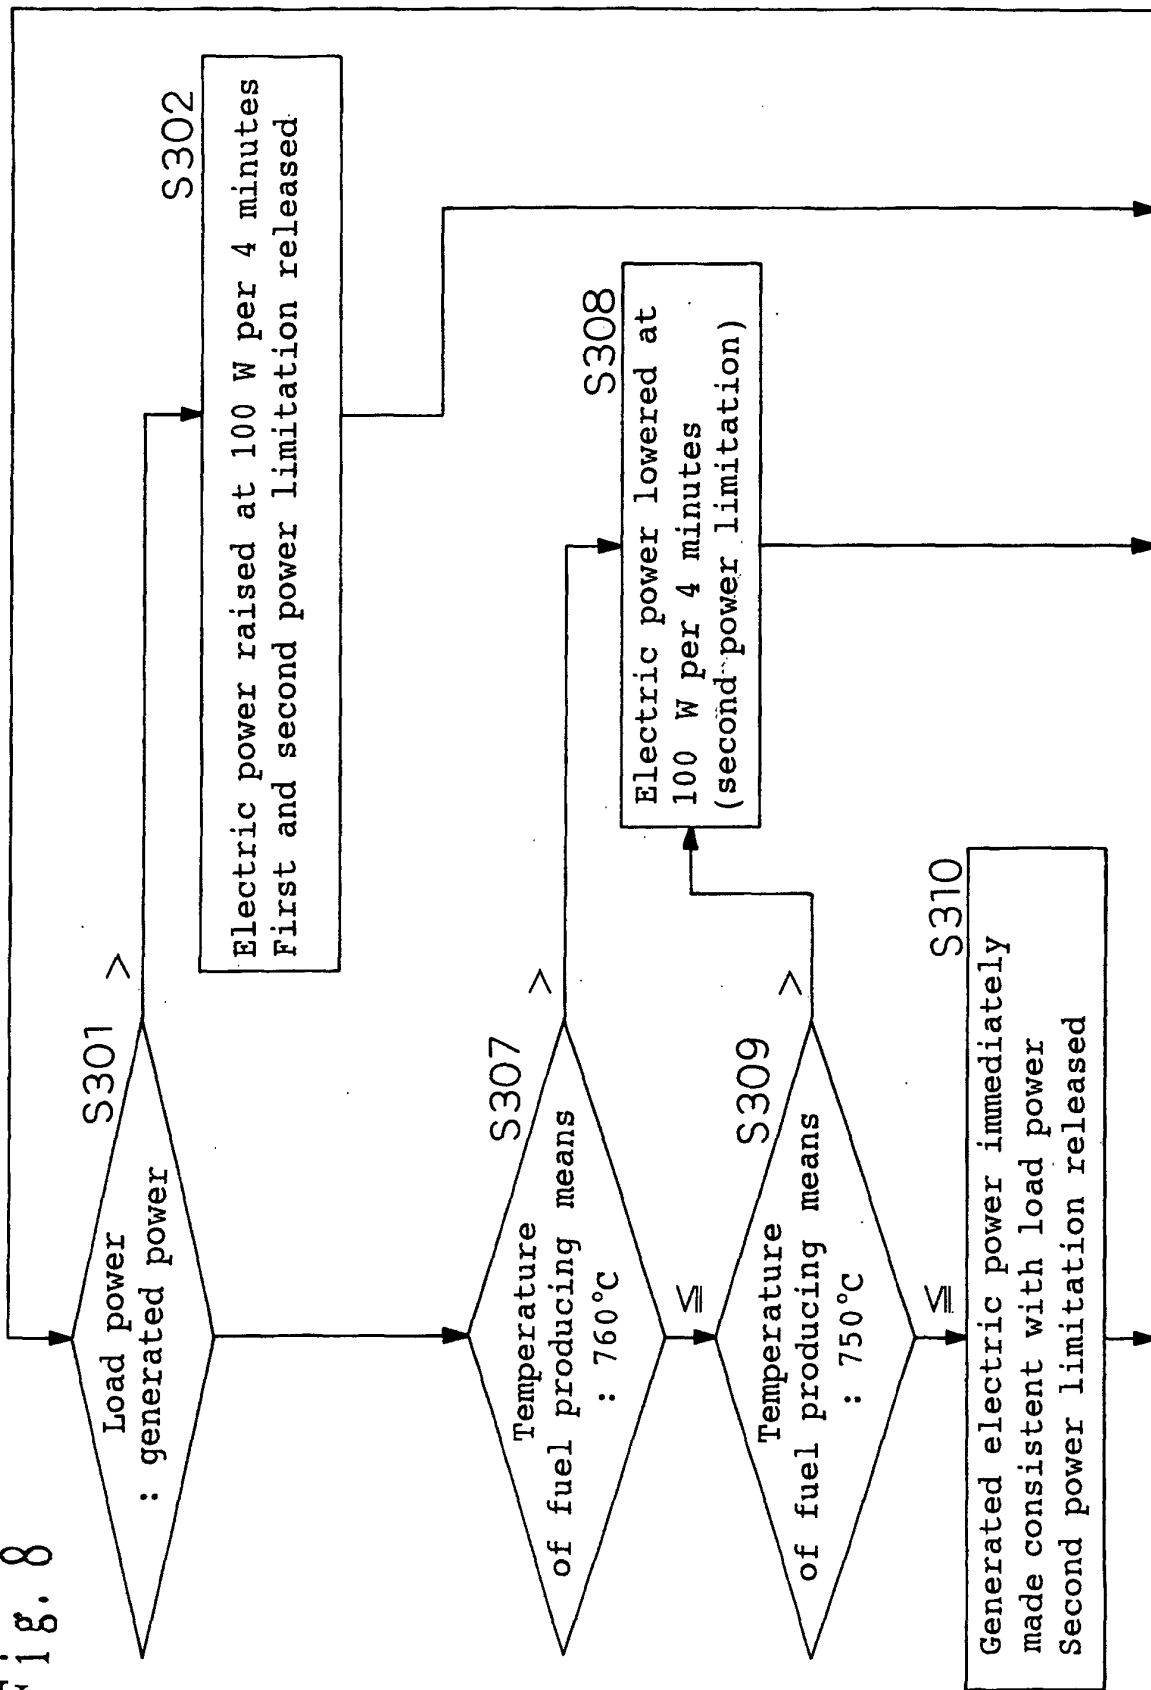 Fig. 8
S301
Load power
: generated power
>
S302
Electric power raised at 100 W per 4 minutes
First and second power limitation released
S307
Temperature
of fuel producing means
: 760°C
>
≦
S308
Electric power lowered at
100 W per 4 minutes
(second power limitation)
S309
Temperature
of fuel producing means
: 750°C
>
≦
S310
Generated electric power immediately
made consistent with load power
Second power limitation released